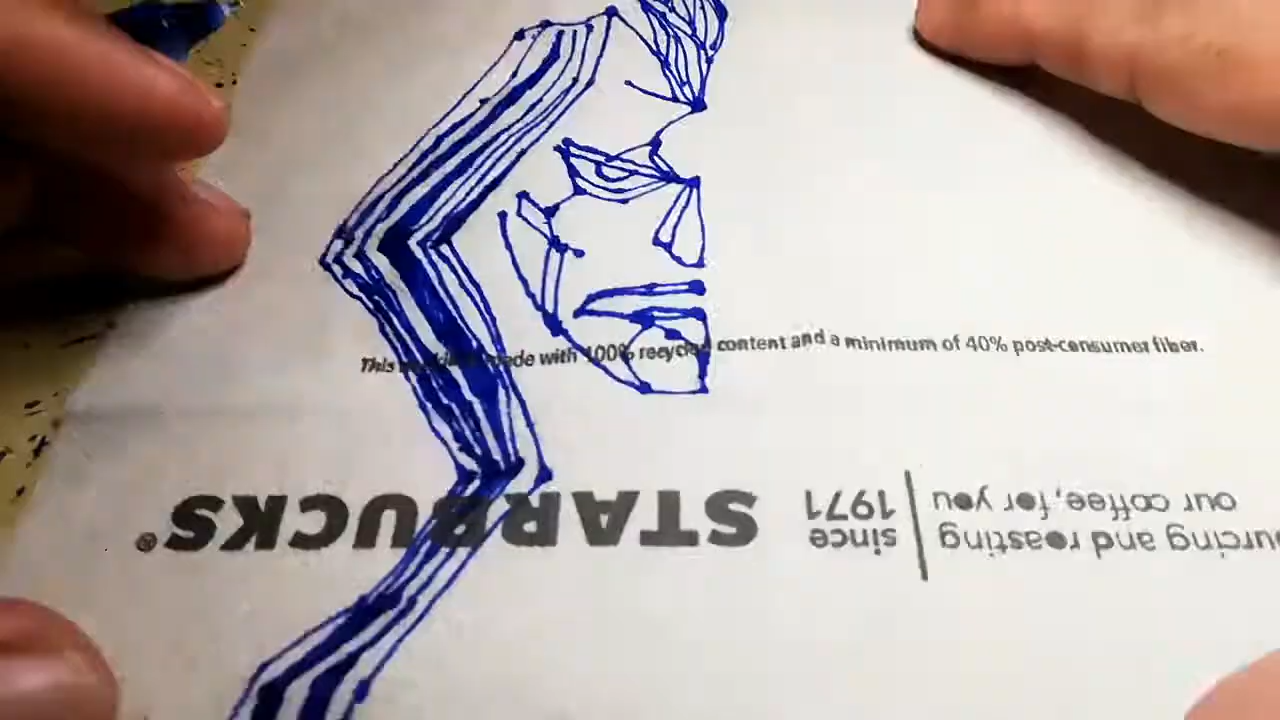 This made with 100% recycled content and a minimum of 40% post-consumer fiber.
STARBUCKS®
since
1971
urcing and roasting
our coffee, for you